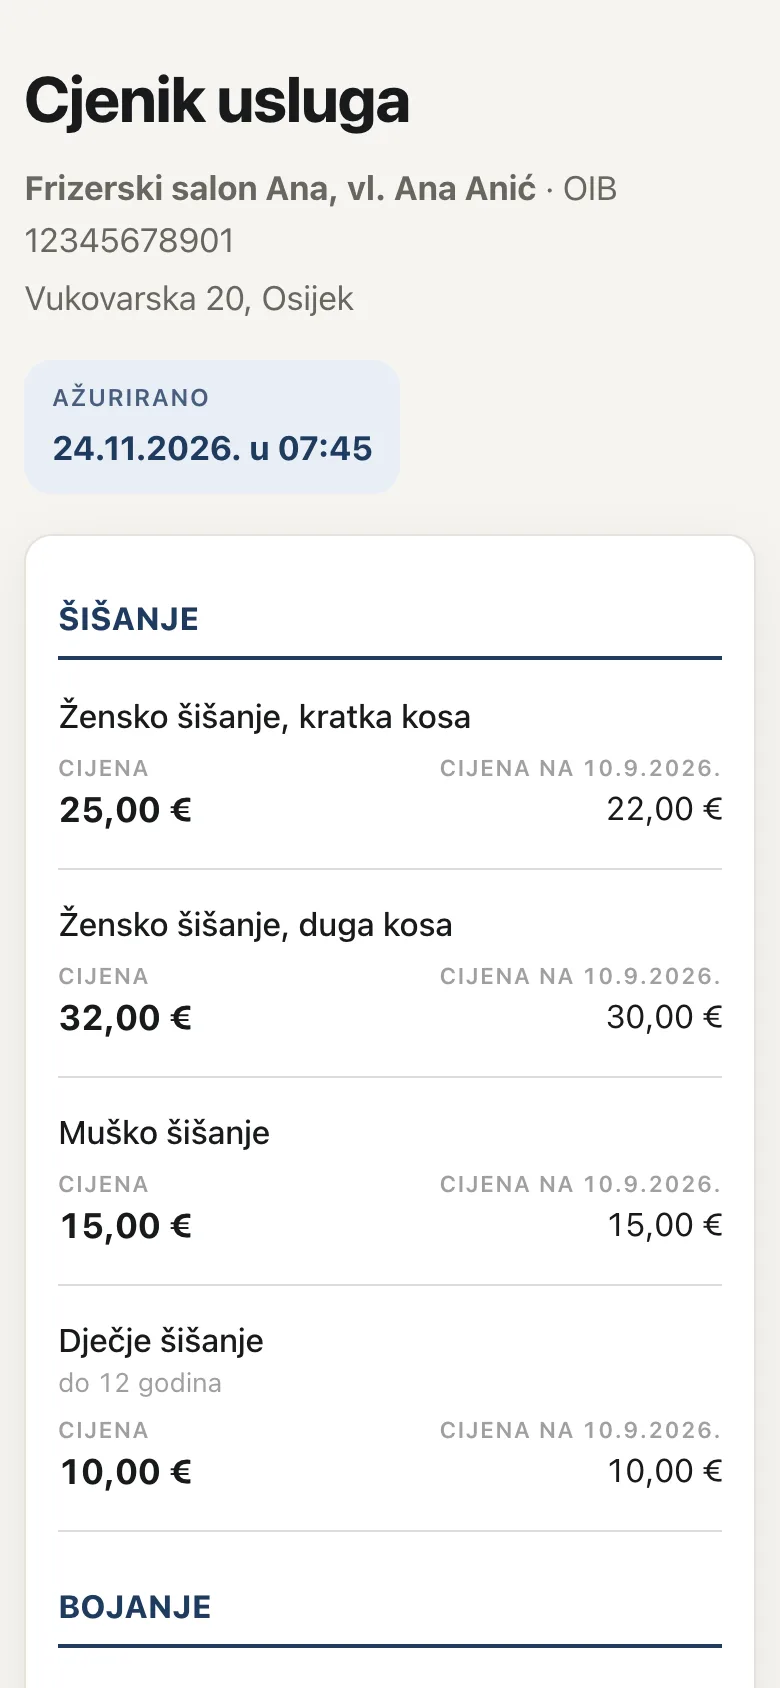 Cjenik usluga
Frizerski salon Ana, vl. Ana Anić · OIB
12345678901
Vukovarska 20, Osijek
AŽURIRANO
24.11.2026. u 07:45
ŠIŠANJE
Žensko šišanje, kratka kosa
CIJENA CIJENA NA 10.9.2026.
25,00 € 22,00 €
Žensko šišanje, duga kosa
CIJENA CIJENA NA 10.9.2026.
32,00 € 30,00 €
Muško šišanje
CIJENA CIJENA NA 10.9.2026.
15,00 € 15,00 €
Dječje šišanje
do 12 godina
CIJENA CIJENA NA 10.9.2026.
10,00 € 10,00 €
BOJANJE